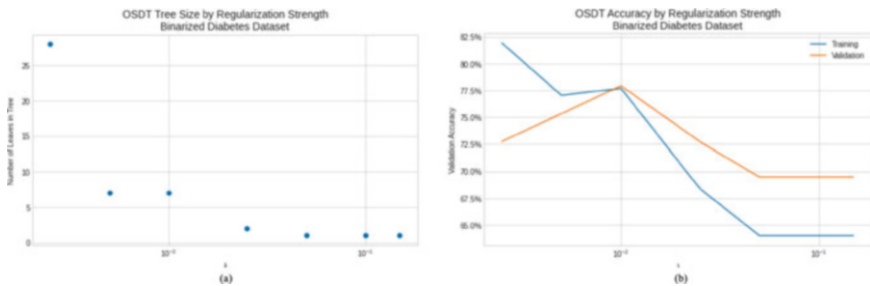 OSDT Tree Size by Regularization Strength
Binarized Diabetes Dataset
Number of Leaves in Tree
25
20
15
10
5
0
10⁻²
10⁻¹
(a)
OSDT Accuracy by Regularization Strength
Binarized Diabetes Dataset
Training
Validation
Validation Accuracy
82.5%
80.0%
77.5%
75.0%
72.5%
70.0%
67.5%
65.0%
10⁻²
10⁻¹
(b)